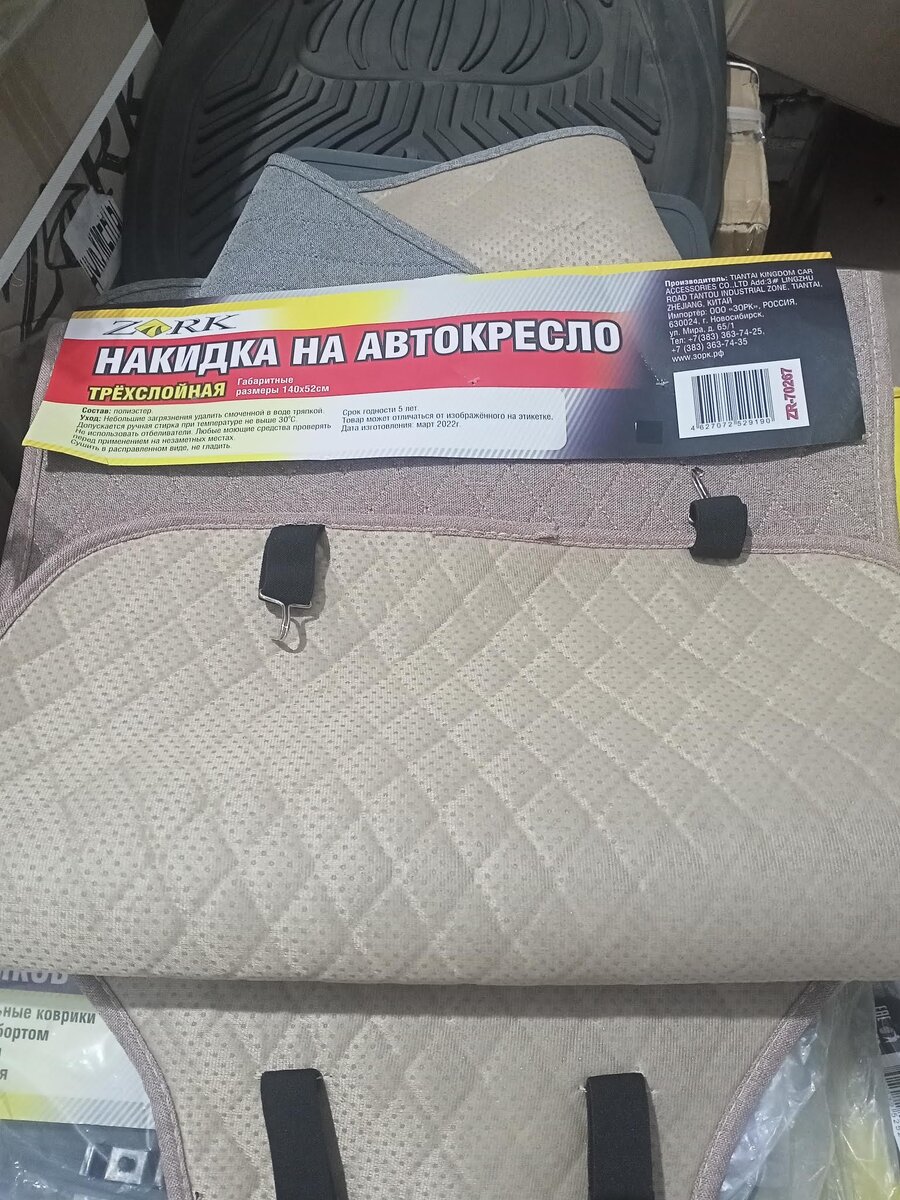 ZORK
НАКИДКА НА АВТОКРЕСЛО
ТРЁХСЛОЙНАЯ
Габаритные
размеры 140х52см
Состав: полиэстер.
Уход: Небольшие загрязнения удалить смоченной в воде тряпкой.
Допускается ручная стирка при температуре не выше 30°С.
Не использовать отбеливатели. Любые моющие средства проверять
перед применением на незаметных местах.
Сушить в расправленном виде, не гладить.
Срок годности 5 лет.
Товар может отличаться от изображённого на этикетке.
Дата изготовления: март 2022г.
Производитель: TIANTAI KINGDOM CAR
ACCESSORIES CO.,LTD Add:3# LINGZHU
ROAD TANTOU INDUSTRIAL ZONE, TIANTAI,
ZHEJIANG, КИТАЙ
Импортёр: ООО «ЗОРК», РОССИЯ,
630024, г. Новосибирск,
ул. Мира, д. 65/1
Тел: +7(383) 363-74-25,
+7 (383) 363-74-35
www.зорк.рф
4 627072 529190
ZR-70267
ьные коврики
бортом
я